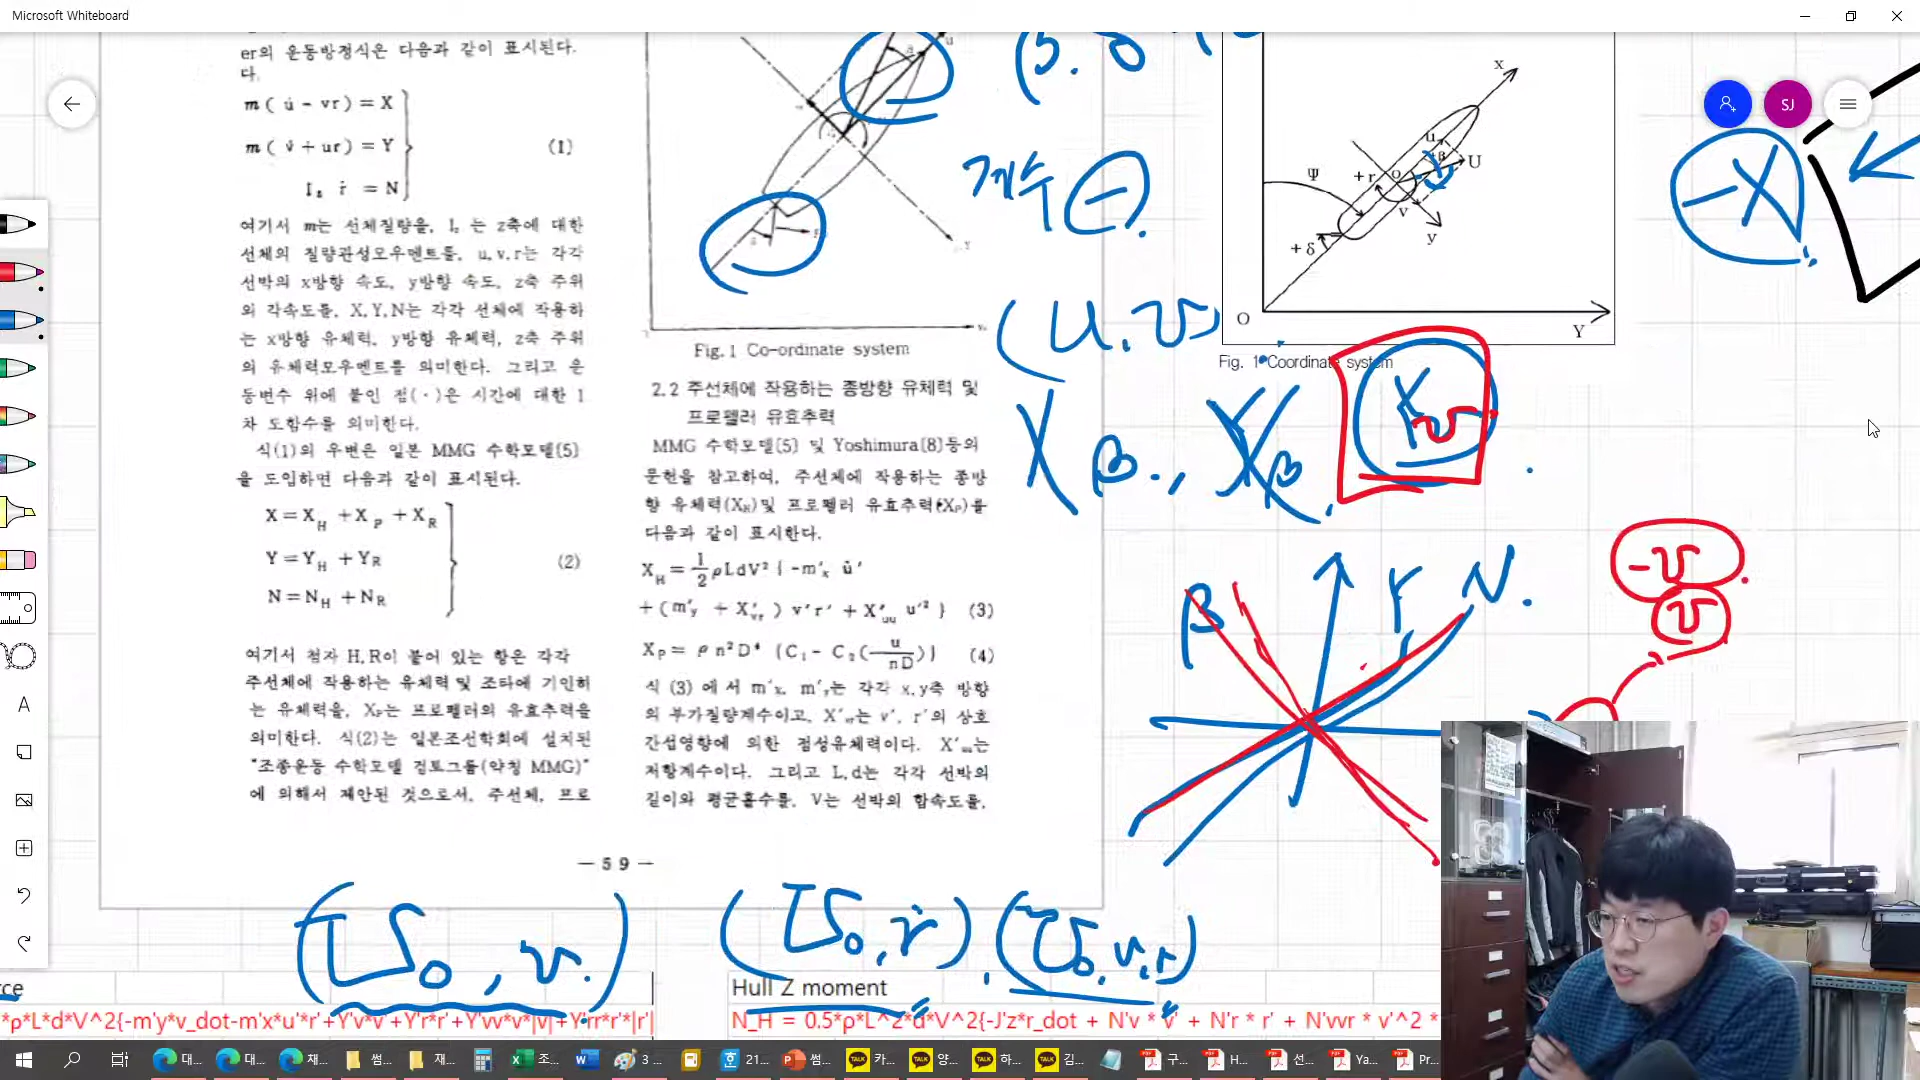 Microsoft Whiteboard
er의 운동방정식은 다음과 같이 표시된다.
다.
m ( u̇ - vr ) = X
m ( v̇ + ur ) = Y (1)
ṙ = N
여기서 m는 선체질량을, I는 z축에 대한
선체의 질량관성모우멘트를, u, v, r는 각각
선박의 x방향 속도, y방향 속도, z축 주위
의 각속도를, X, Y, N는 각각 선체에 작용하
는 x방향 유체력, y방향 유체력, z축 주위
의 유체력모우멘트를 의미한다. 그리고 운
동변수 위에 붙인 점(·)은 시간에 대한 1
차 도함수를 의미한다.
식(1)의 우변은 일본 MMG 수학모델(5)
을 도입하면 다음과 같이 표시된다.
X = X_H + X_P + X_R
Y = Y_H + Y_R (2)
N = N_H + N_R
여기서 첨자 H, R이 붙어 있는 항은 각각
주선체에 작용하는 유체력 및 조타에 기인하
는 유체력을, X_P는 프로펠러의 유효추력을
의미한다. 식(2)는 일본조선학회에 설치된
"조종운동 수학모델 검토그룹(약칭 MMG)"
에 의해서 제안된 것으로서, 주선체, 프로
Fig. 1 Co-ordinate system
2.2 주선체에 작용하는 종방향 유체력 및
프로펠러 유효추력
MMG 수학모델(5) 및 Yoshimura(8)등의
문헌을 참고하여, 주선체에 작용하는 종방
향 유체력(X_H)및 프로펠러 유효추력(X_P)를
다음과 같이 표시한다.
X_H = 1/2 ρLdV² { -m'_x u̇'
+ (m'_y + X'_vr) v'r' + X'_uu u'² } (3)
X_P = ρn²D⁴ {C₁ - C₂(u/nD)} (4)
식 (3)에서 m'_x, m'_y는 각각 x, y축 방향
의 부가질량계수이고, X'_vr는 v', r'의 상호
간섭영향에 의한 점성유체력이다. X'_uu는
저항계수이다. 그리고 L, d는 각각 선박의
길이와 평균흘수를, V는 선박의 합속도를,
— 59 —
계수 ⊖
(u, v)
X β, X β
Ψ +r o u +β U x v y +δ O Y
Fig. 1 Coordinate system
-X
β Y N
-v
v
SJ
A
rce
Hull Z moment
*ρ*L*d*V^2{-m'y*v_dot-m'x*u'*r'+Y'v*v'+Y'r*r'+Y'vv*v'|v|+Y'rr*r'*|r'|
N_H = 0.5*ρ*L^2*d*V^2{-J'z*r_dot + N'v * v' + N'r * r' + N'vvr * v'^2 *
대... 대... 채... 썸... 재... 조... 3... 21... 썸... 카... 양... 하... 김... 구... H... 선... Ya... Pr...